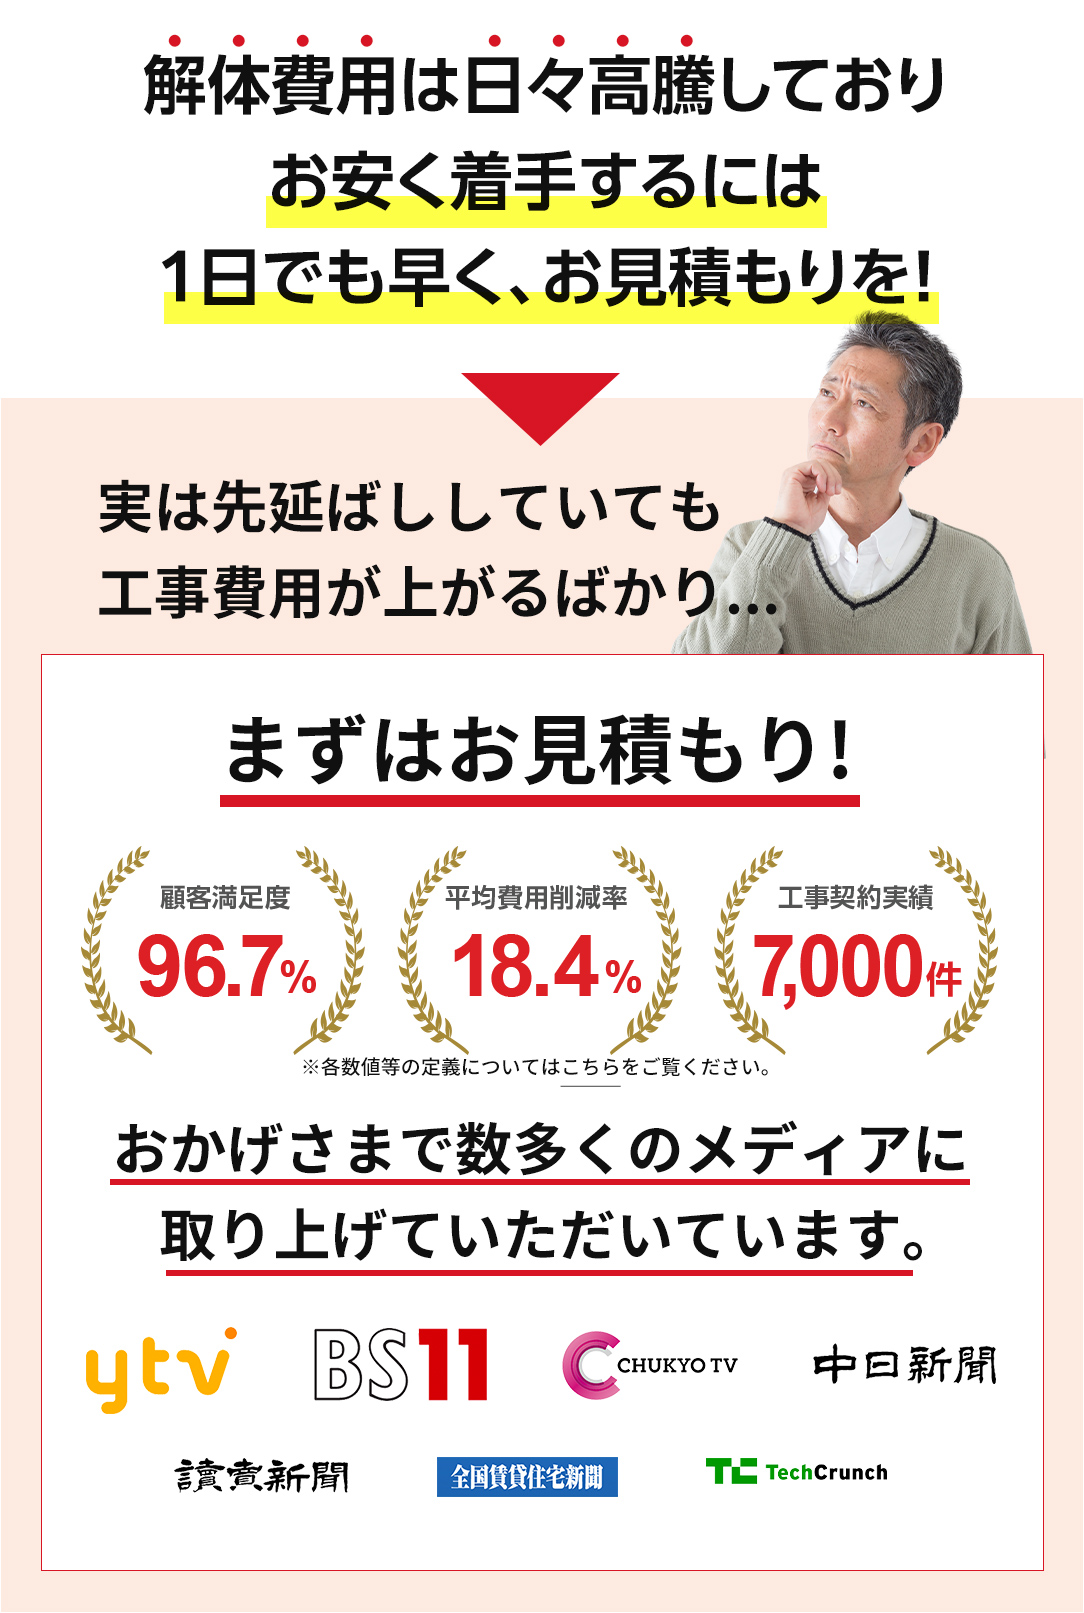 解体費用は日々高騰しており
お安く着手するには
1日でも早く、お見積もりを!
実は先延ばししていても
工事費用が上がるばかり...
まずはお見積もり!
顧客満足度
96.7%
平均費用削減率
18.4%
工事契約実績
7,000件
※各数値等の定義についてはこちらをご覧ください。
おかげさまで数多くのメディアに
取り上げていただいています。
ytv
BS11
CHUKYO TV
中日新聞
讀賣新聞
全国賃貸住宅新聞
TC TechCrunch